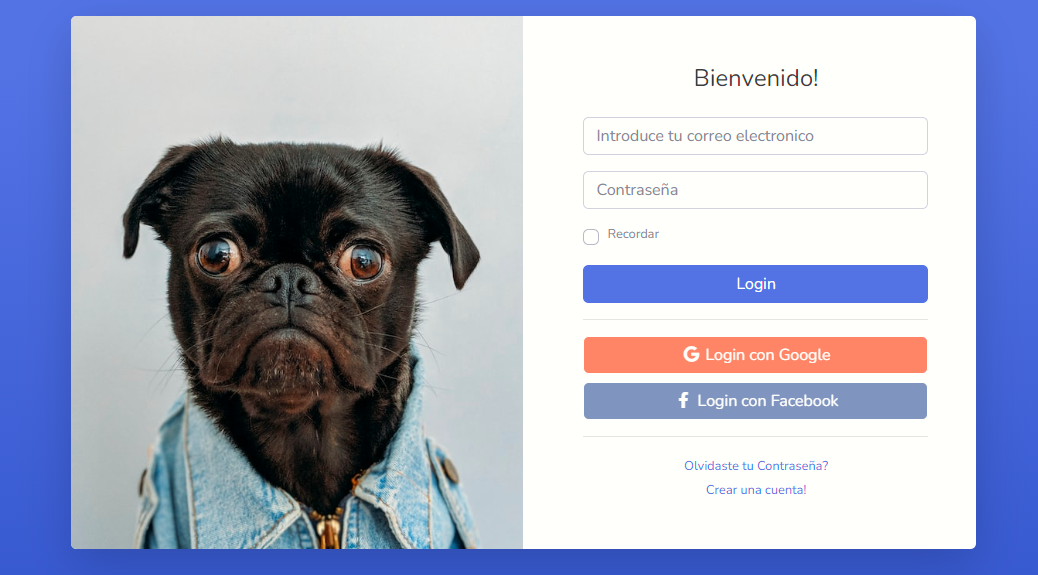 Bienvenido!
Introduce tu correo electronico
Contraseña
Recordar
Login
Login con Google
Login con Facebook
Olvidaste tu Contraseña?
Crear una cuenta!